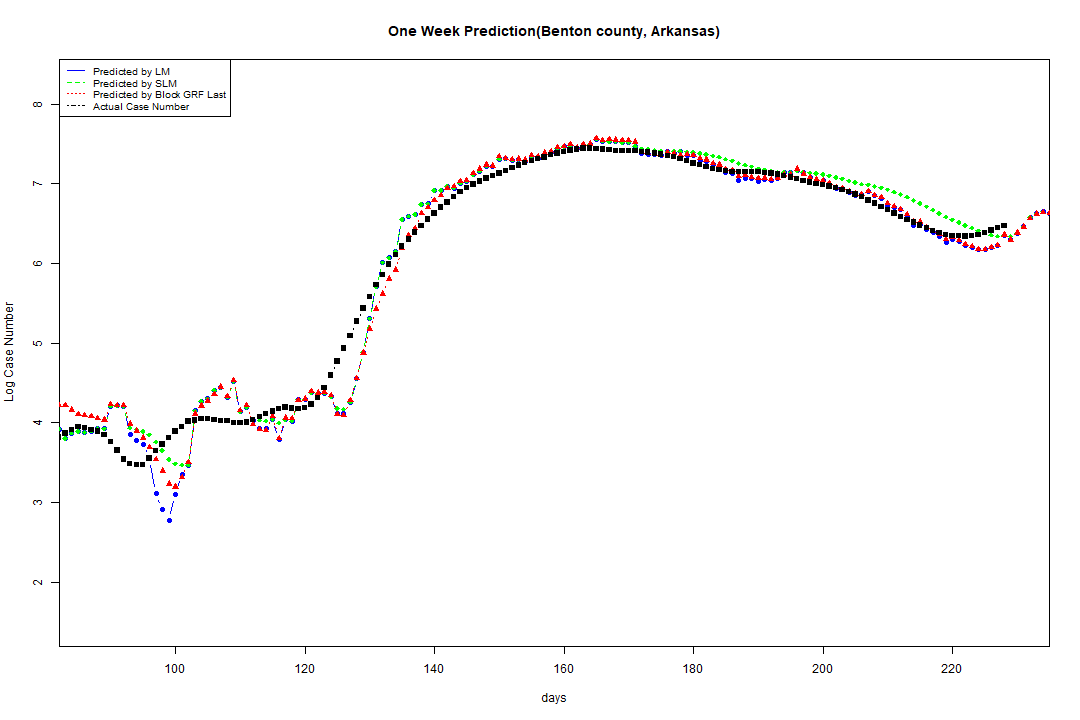 One Week Prediction(Benton county, Arkansas)
Predicted by LM
Predicted by SLM
Predicted by Block GRF Last
Actual Case Number
8
7
6
5
4
3
2
Log Case Number
100 120 140 160 180 200 220
days